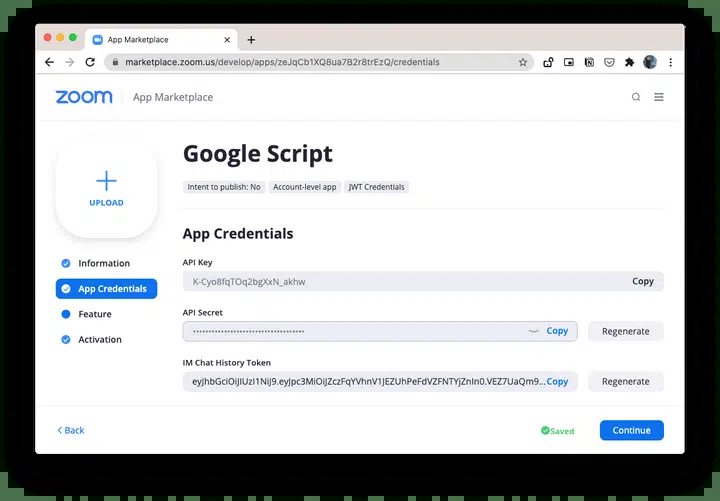 App Marketplace
marketplace.zoom.us/develop/apps/zeJqCb1XQ8ua7B2r8trEzQ/credentials
zoom App Marketplace
Google Script
UPLOAD
Intent to publish: No Account-level app JWT Credentials
App Credentials
Information
API Key
App Credentials
K-Cyo8fqTOq2bgXxN_akhw Copy
Feature
API Secret
•••••••••••••••••••••••••••••••••••• Copy Regenerate
Activation
IM Chat History Token
eyJhbGciOiJIUzI1NiJ9.eyJpc3MiOiJZczFqYVhnV1JEZUhPeFdVZFNTYjZnIn0.VEZ7UaQm9... Copy Regenerate
Back Saved Continue